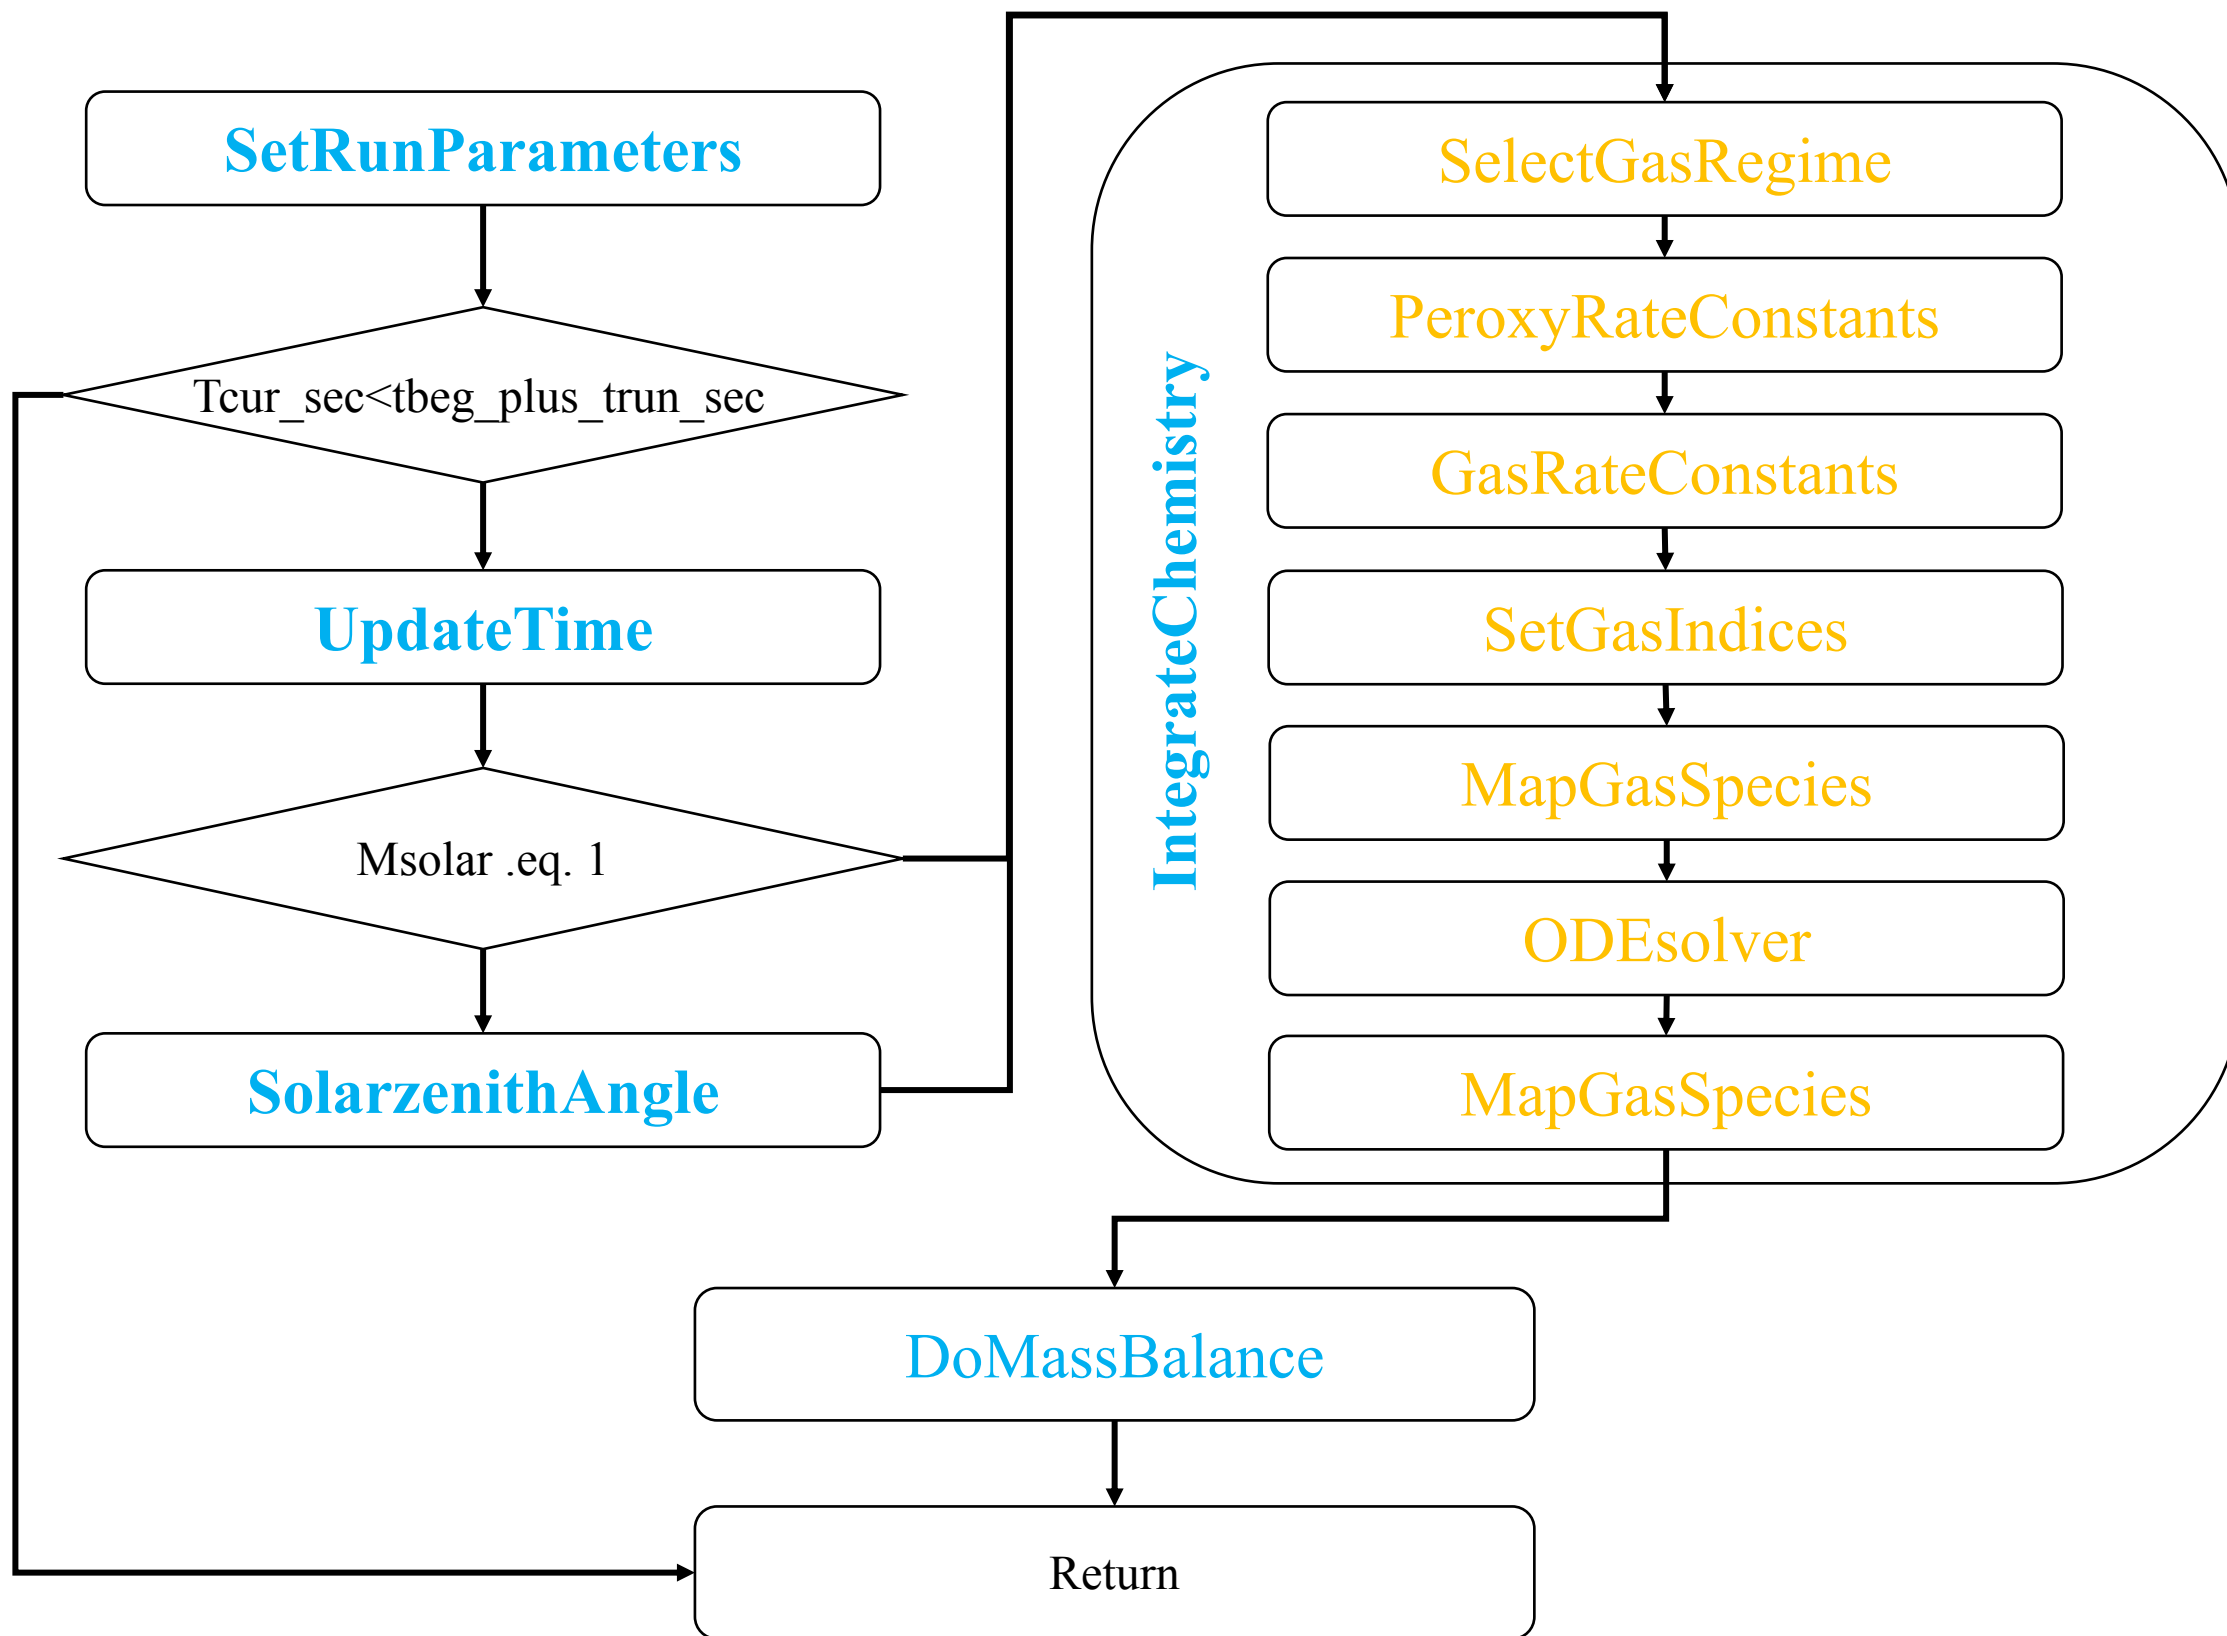 SetRunParameters
Tcur_sec<tbeg_plus_trun_sec
UpdateTime
Msolar .eq. 1
SolarzenithAngle
IntegrateChemistry
SelectGasRegime
PeroxyRateConstants
GasRateConstants
SetGasIndices
MapGasSpecies
ODEsolver
MapGasSpecies
DoMassBalance
Return